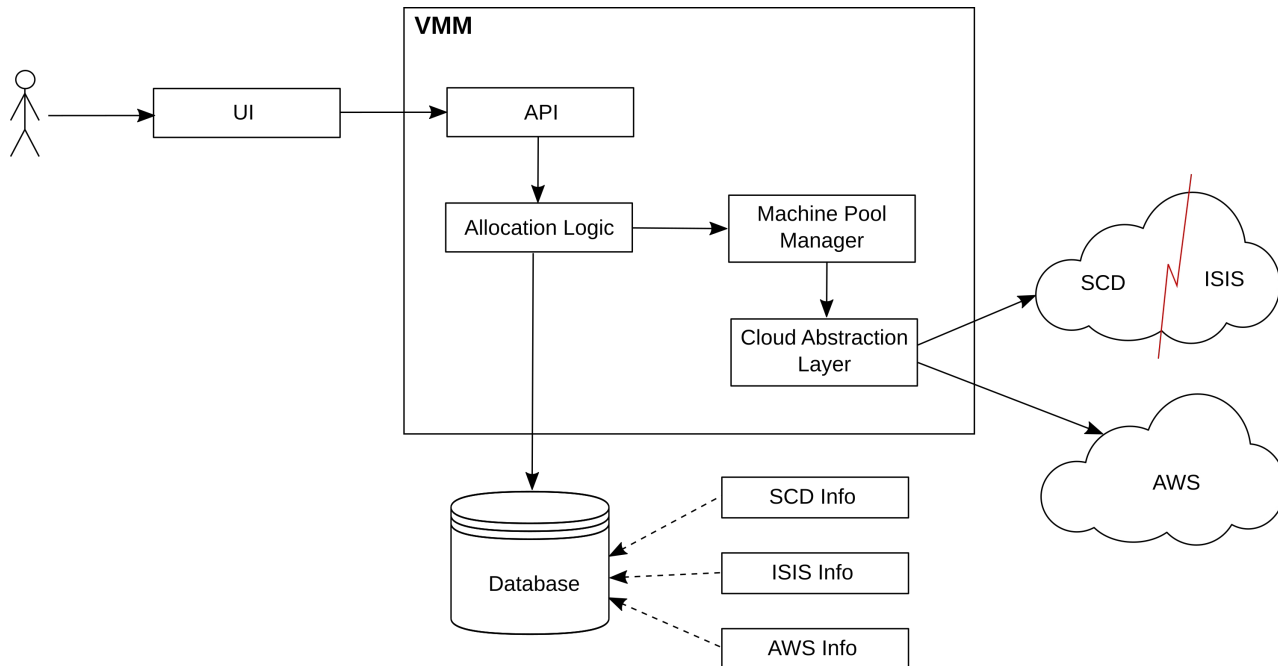 VMM
UI
API
Allocation Logic
Machine Pool
Manager
Cloud Abstraction
Layer
SCD
ISIS
AWS
Database
SCD Info
ISIS Info
AWS Info